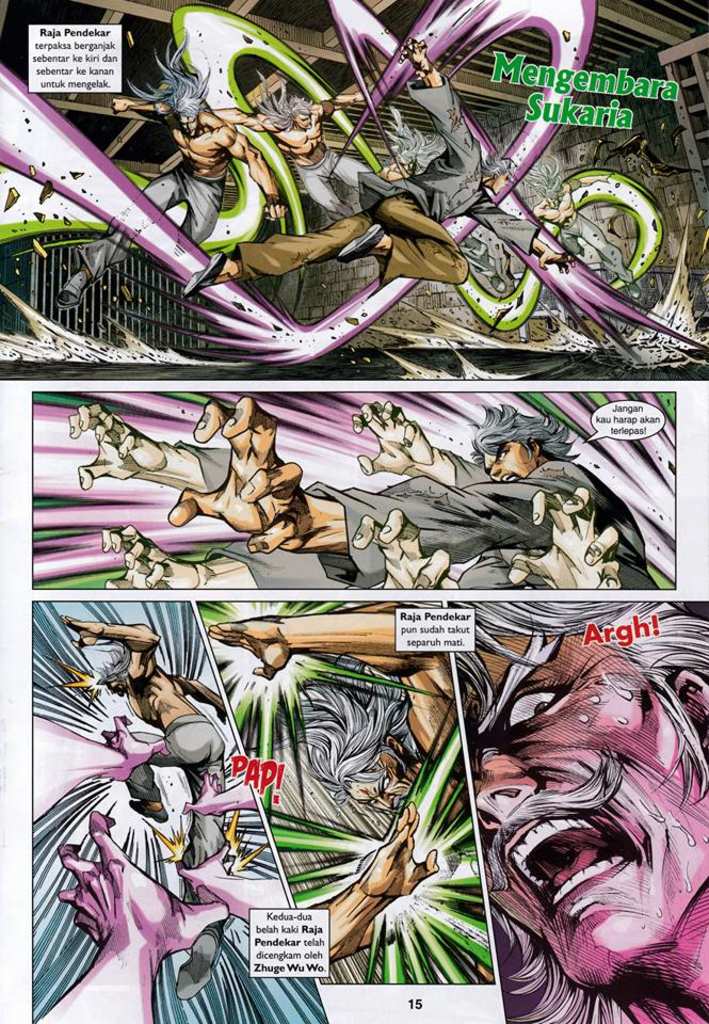 Raja Pendekar
terpaksa berganjak
sebentar ke kiri dan
sebentar ke kanan
untuk mengelak.
Mengembara
Sukaria
Jangan
kau harap akan
terlepas!
Raja Pendekar
pun sudah takut
separuh mati.
Argh!
PAP!
Kedua-dua
belah kaki Raja
Pendekar telah
dicengkam oleh
Zhuge Wu Wo.
15